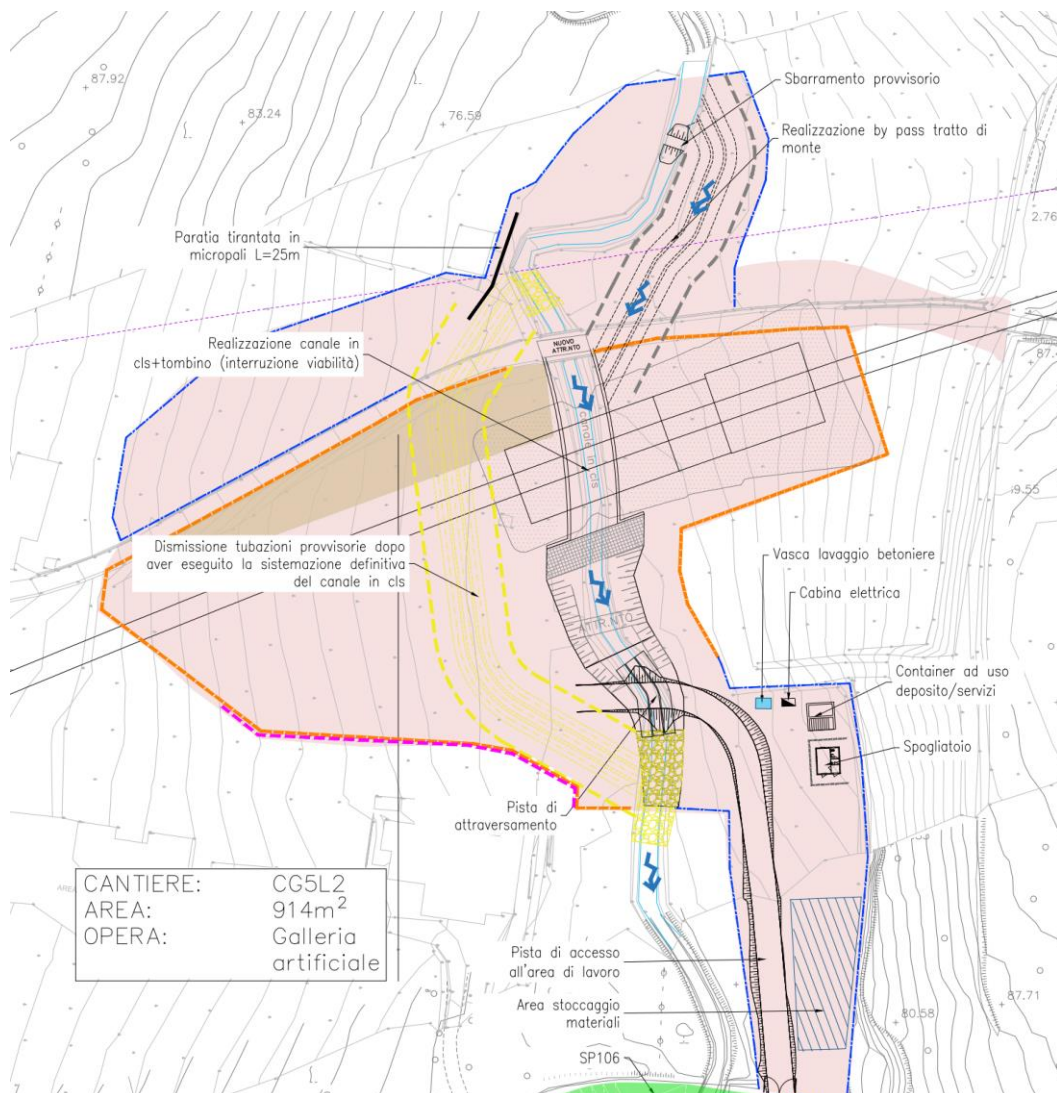 87.92
83.24
76.59
Sbarramento provvisorio
Realizzazione by pass tratto di
monte
2.76
Paratia tirantata in
micropali L=25m
Realizzazione canale in
cls+tombino (interruzione viabilità)
NUOVO
ATTR.NTO
canale in cls
9.55
Dismissione tubazioni provvisorie dopo
aver eseguito la sistemazione definitiva
del canale in cls
Vasca lavaggio betoniere
Cabina elettrica
ATTR.NTO
Container ad uso
deposito/servizi
Spogliatoio
Pista di
attraversamento
CANTIERE: CG5L2
AREA: 914m²
OPERA: Galleria
artificiale
Pista di accesso
all'area di lavoro
Area stoccaggio
materiali
87.71
80.58
SP106